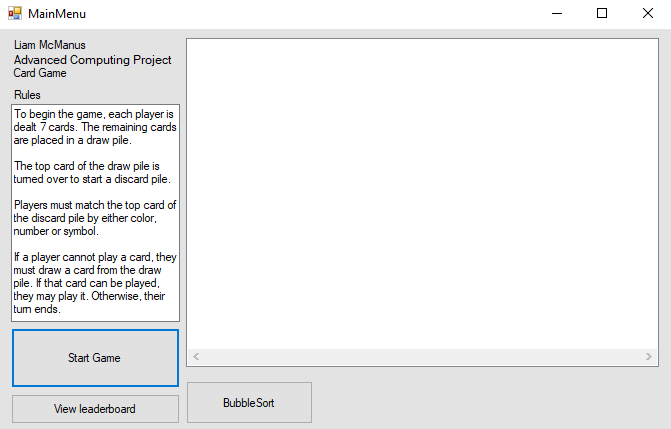 MainMenu
Liam McManus
Advanced Computing Project
Card Game
Rules
To begin the game, each player is
dealt 7 cards. The remaining cards
are placed in a draw pile.
The top card of the draw pile is
turned over to start a discard pile.
Players must match the top card of
the discard pile by either color,
number or symbol.
If a player cannot play a card, they
must draw a card from the draw
pile. If that card can be played,
they may play it. Otherwise, their
turn ends.
Start Game
View leaderboard
BubbleSort